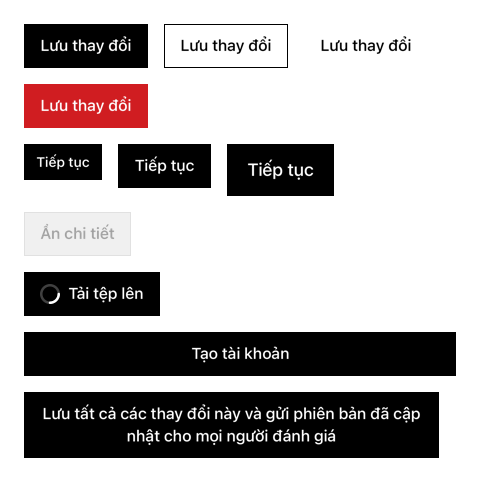 Lưu thay đổi Lưu thay đổi Lưu thay đổi
Lưu thay đổi
Tiếp tục Tiếp tục Tiếp tục
Ẩn chi tiết
Tải tệp lên
Tạo tài khoản
Lưu tất cả các thay đổi này và gửi phiên bản đã cập
nhật cho mọi người đánh giá